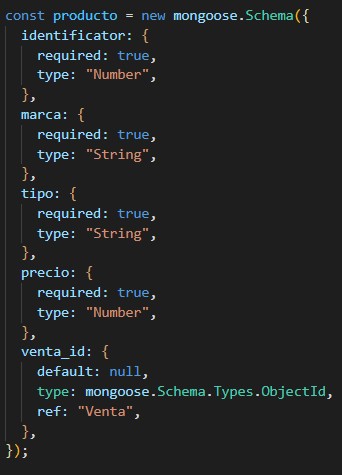 const producto = new mongoose.Schema({
  identificator: {
    required: true,
    type: "Number",
  },
  marca: {
    required: true,
    type: "String",
  },
  tipo: {
    required: true,
    type: "String",
  },
  precio: {
    required: true,
    type: "Number",
  },
  venta_id: {
    default: null,
    type: mongoose.Schema.Types.ObjectId,
    ref: "Venta",
  },
});